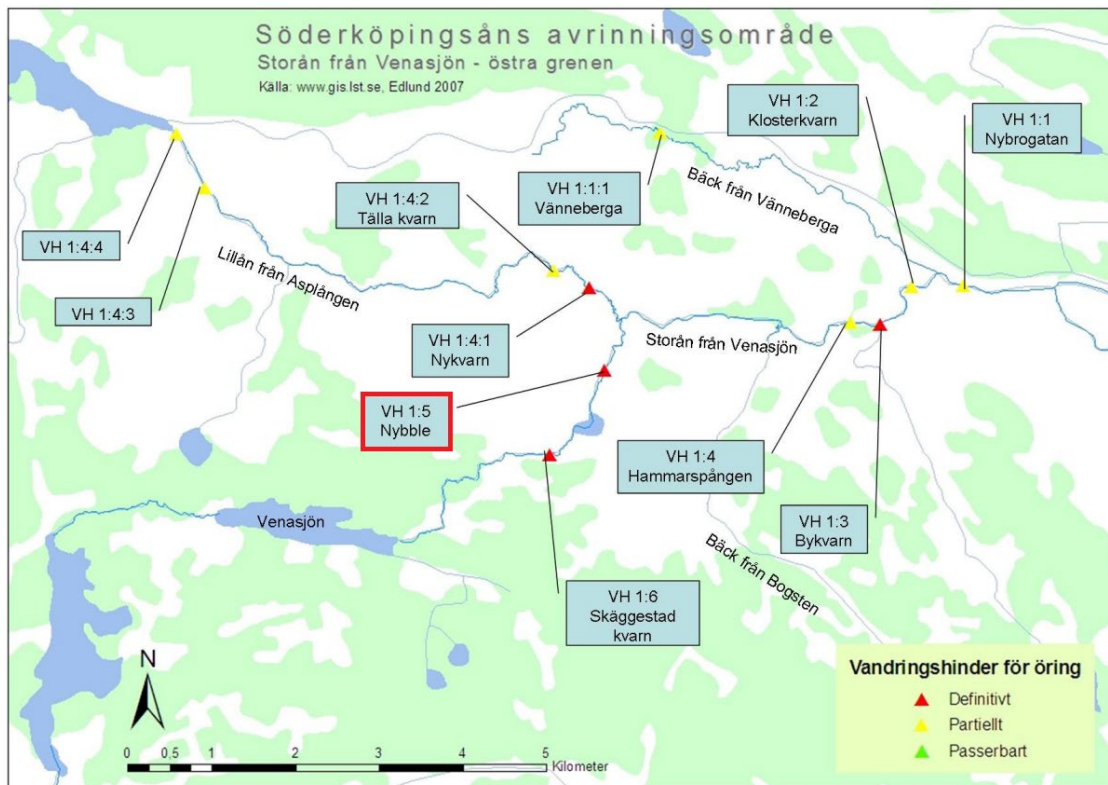 Söderköpingsåns avrinningsområde
Storån från Venasjön - östra grenen
Källa: www.gis.lst.se, Edlund 2007
VH 1:2
Klosterkvarn
VH 1:1
Nybrogatan
VH 1:1:1
Vänneberga
Bäck från Vänneberga
VH 1:4:2
Tälla kvarn
VH 1:4:4
Lillån från Asplången
VH 1:4:3
VH 1:4:1
Nykvarn
Storån från Venasjön
VH 1:5
Nybble
VH 1:4
Hammarspången
VH 1:3
Bykvarn
Venasjön
Bäck från Bogsten
VH 1:6
Skäggestad
kvarn
N
0 0,5 1 2 3 4 5
Kilometer
Vandringshinder för öring
Definitivt
Partiellt
Passerbart